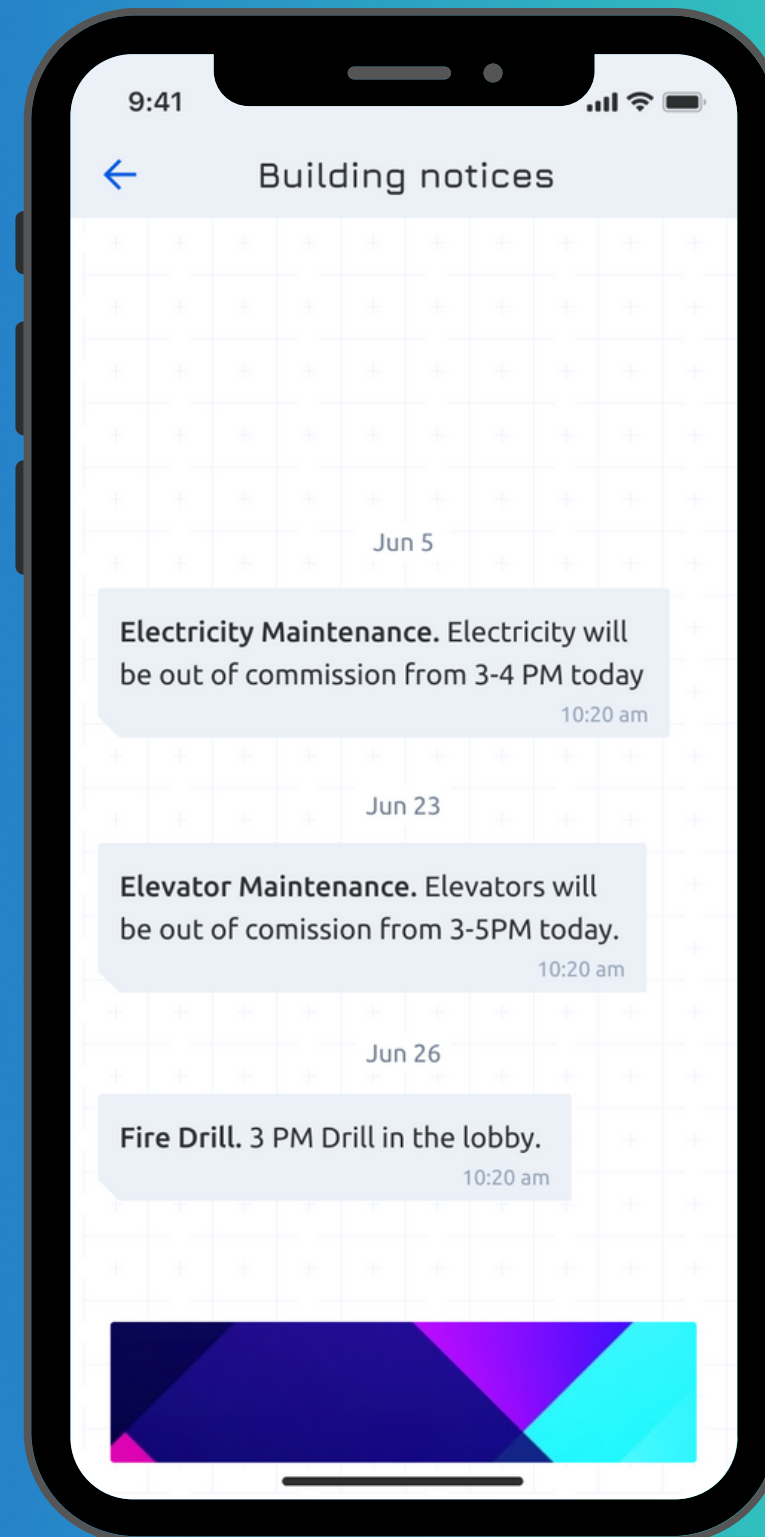 9:41
Building notices
Jun 5
Electricity Maintenance. Electricity will
be out of commission from 3-4 PM today
10:20 am
Jun 23
Elevator Maintenance. Elevators will
be out of comission from 3-5PM today.
10:20 am
Jun 26
Fire Drill. 3 PM Drill in the lobby.
10:20 am